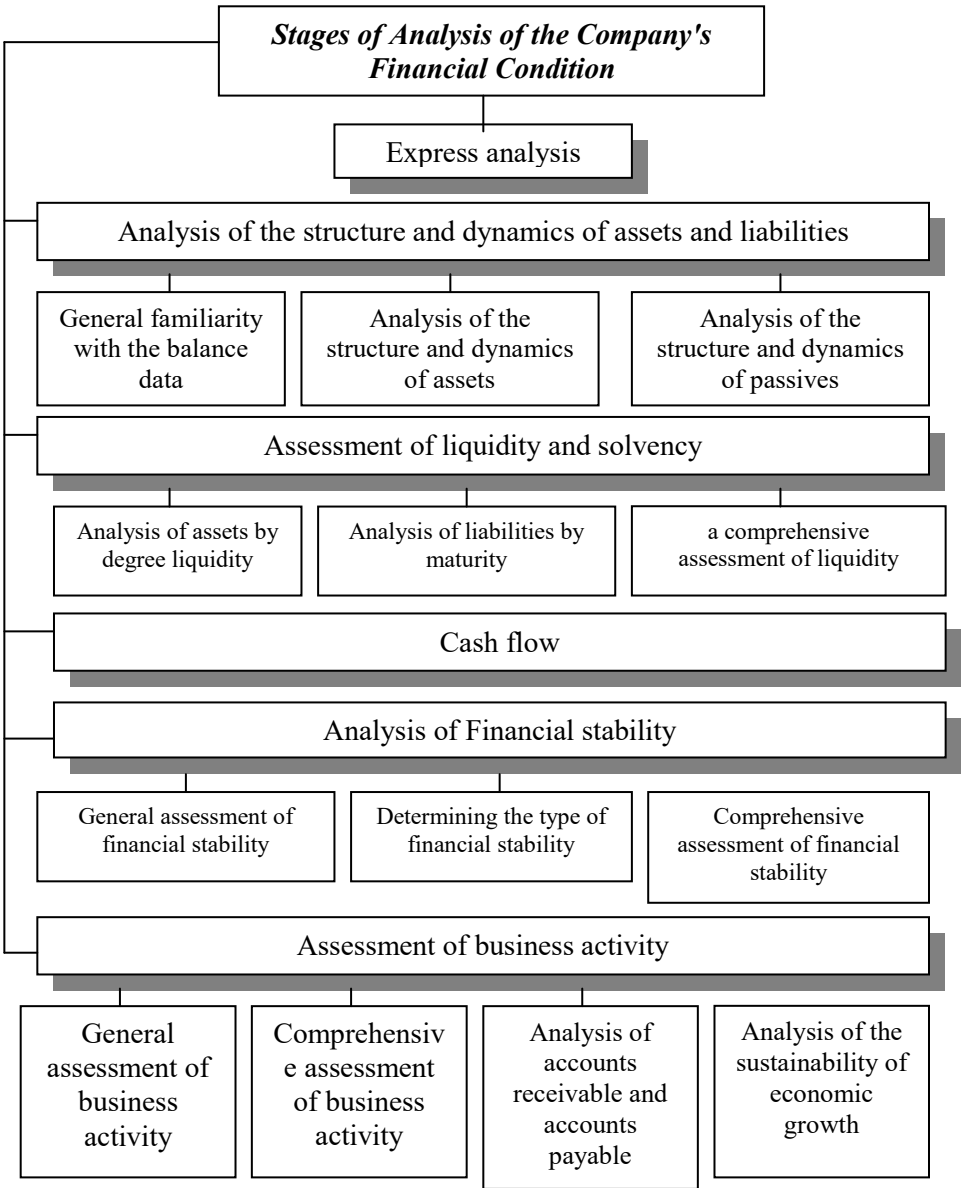 Stages of Analysis of the Company's
Financial Condition
Express analysis
Analysis of the structure and dynamics of assets and liabilities
General familiarity
with the balance
data
Analysis of the
structure and dynamics
of assets
Analysis of the
structure and dynamics
of passives
Assessment of liquidity and solvency
Analysis of assets by
degree liquidity
Analysis of liabilities by
maturity
a comprehensive
assessment of liquidity
Cash flow
Analysis of Financial stability
General assessment of
financial stability
Determining the type of
financial stability
Comprehensive
assessment of financial
stability
Assessment of business activity
General
assessment of
business
activity
Comprehensiv
e assessment
of business
activity
Analysis of
accounts
receivable and
accounts
payable
Analysis of the
sustainability of
economic
growth